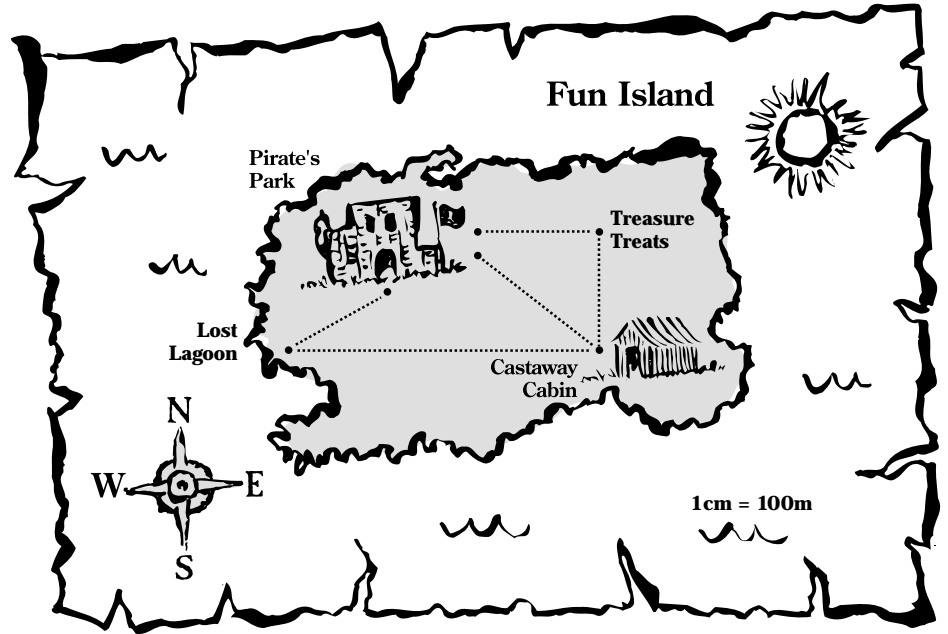 Fun Island
Pirate's
Park
Treasure
Treats
Lost
Lagoon
Castaway
Cabin
N
W E
S
1cm = 100m